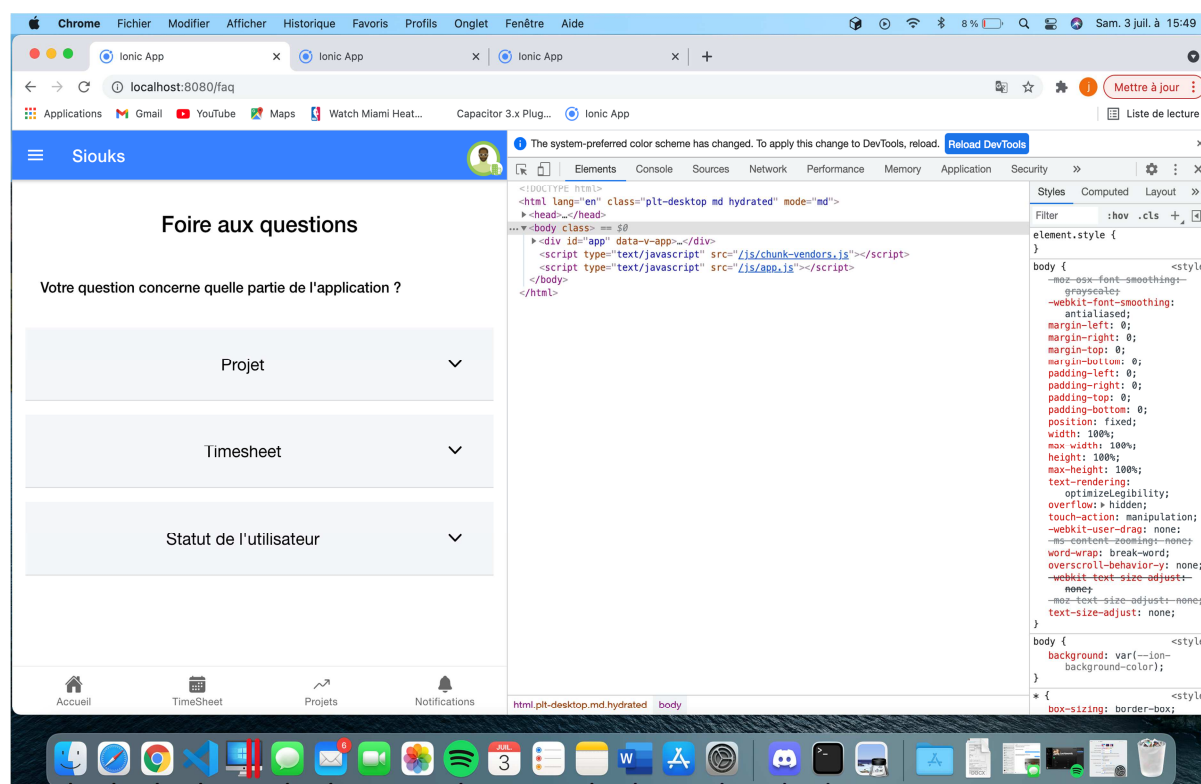 Chrome Fichier Modifier Afficher Historique Favoris Profils Onglet Fenêtre Aide 8 % Sam. 3 juil. à 15:49
Ionic App × Ionic App × Ionic App × +
localhost:8080/faq j Mettre à jour
Applications Gmail YouTube Maps Watch Miami Heat... Capacitor 3.x Plug... Ionic App Liste de lecture
Siouks
Foire aux questions
Votre question concerne quelle partie de l'application ?
Projet
Timesheet
Statut de l'utilisateur
Accueil TimeSheet Projets Notifications
The system-preferred color scheme has changed. To apply this change to DevTools, reload. Reload DevTools
Elements Console Sources Network Performance Memory Application Security »
<!DOCTYPE html>
<html lang="en" class="plt-desktop md hydrated" mode="md">
▶<head>…</head>
…▼<body class> == $0
▶<div id="app" data-v-app>…</div>
<script type="text/javascript" src="/js/chunk-vendors.js"></script>
<script type="text/javascript" src="/js/app.js"></script>
</body>
</html>
html.plt-desktop.md.hydrated body
Styles Computed Layout »
Filter :hov .cls +
element.style {
}
body { <style
-moz-osx-font-smoothing:
grayscale;
-webkit-font-smoothing:
antialiased;
margin-left: 0;
margin-right: 0;
margin-top: 0;
margin-bottom: 0;
padding-left: 0;
padding-right: 0;
padding-top: 0;
padding-bottom: 0;
position: fixed;
width: 100%;
max-width: 100%;
height: 100%;
max-height: 100%;
text-rendering:
optimizeLegibility;
overflow: ▶ hidden;
touch-action: manipulation;
-webkit-user-drag: none;
-ms-content-zooming: none;
word-wrap: break-word;
overscroll-behavior-y: none;
-webkit-text-size-adjust:
none;
-moz-text-size-adjust: none;
text-size-adjust: none;
}
body { <style
background: var(--ion-
background-color);
}
* { <style
box-sizing: border-box;
6
JUIL.
3
W